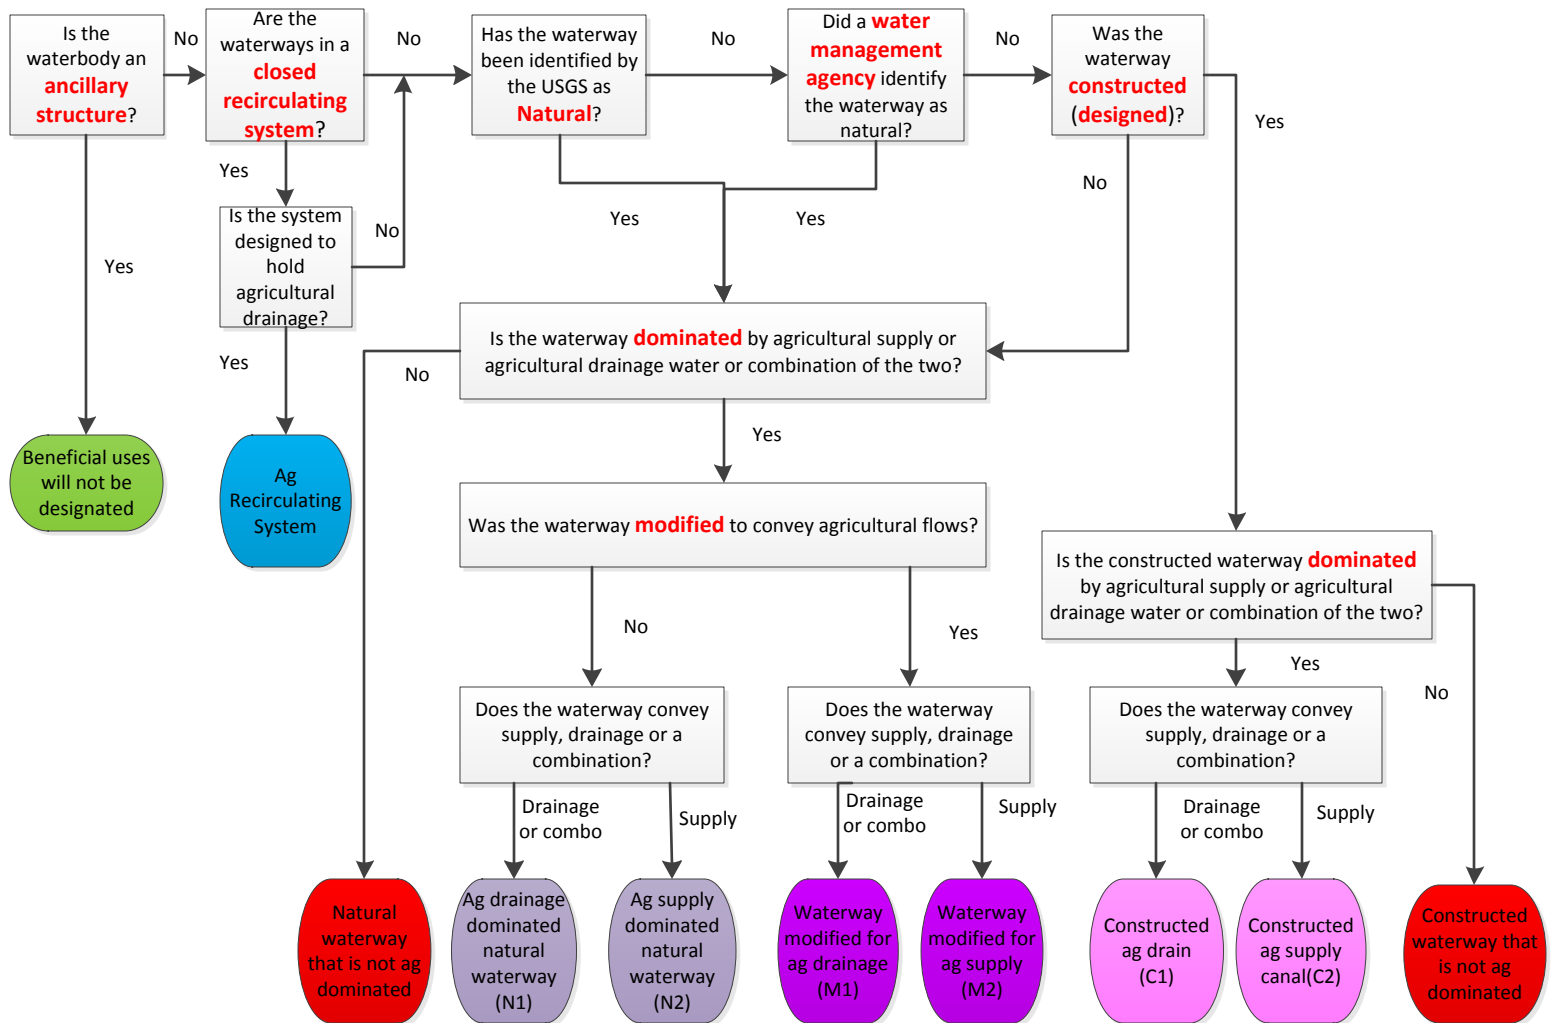 Is the
waterbody an
ancillary
structure?
No
Are the
waterways in a
closed
recirculating
system?
No
Has the waterway
been identified by
the USGS as
Natural?
No
Did a water
management
agency identify
the waterway as
natural?
No
Was the
waterway
constructed
(designed)?
Yes
Yes
No
Yes
Yes
No
Is the system
designed to
hold
agricultural
drainage?
No
Yes
Yes
Is the waterway dominated by agricultural supply or
agricultural drainage water or combination of the two?
No
Yes
Beneficial uses
will not be
designated
Ag
Recirculating
System
Was the waterway modified to convey agricultural flows?
No
Yes
Is the constructed waterway dominated
by agricultural supply or agricultural
drainage water or combination of the two?
Yes
No
Does the waterway convey
supply, drainage or a
combination?
Does the waterway
convey supply, drainage
or a combination?
Does the waterway convey
supply, drainage or a
combination?
Drainage
or combo
Supply
Drainage
or combo
Supply
Drainage
or combo
Supply
Natural
waterway
that is not ag
dominated
Ag drainage
dominated
natural
waterway
(N1)
Ag supply
dominated
natural
waterway
(N2)
Waterway
modified for
ag drainage
(M1)
Waterway
modified for
ag supply
(M2)
Constructed
ag drain
(C1)
Constructed
ag supply
canal(C2)
Constructed
waterway that
is not ag
dominated